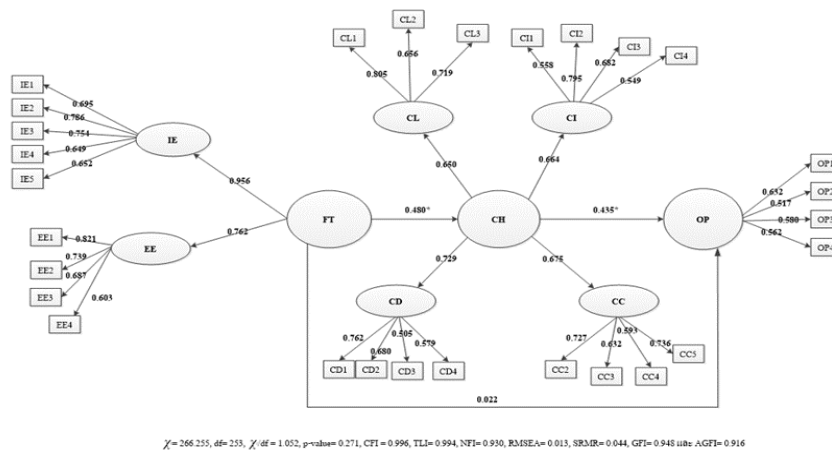 CL2
CL1
CL3
CI1
CI2
CI3
CI4
0.805
0.656
0.719
0.558
0.795
0.682
0.549
IE1
IE2
IE3
IE4
IE5
0.695
0.786
0.754
0.649
0.652
IE
CL
CI
0.650
0.664
0.956
OP1
OP2
OP3
OP4
0.632
0.517
0.580
0.562
FT
0.480*
CH
0.435*
OP
0.762
EE1
EE2
EE3
EE4
0.821
0.739
0.687
0.603
EE
0.729
0.675
CD
CC
0.762
0.680
0.505
0.579
0.727
0.632
0.593
0.736
CD1
CD2
CD3
CD4
CC2
CC3
CC4
CC5
0.022
χ= 266.255, df= 253, χ/df = 1.052, p-value= 0.271, CFI = 0.996, TLI= 0.994, NFI= 0.930, RMSEA= 0.013, SRMR= 0.044, GFI= 0.948 และ AGFI= 0.916